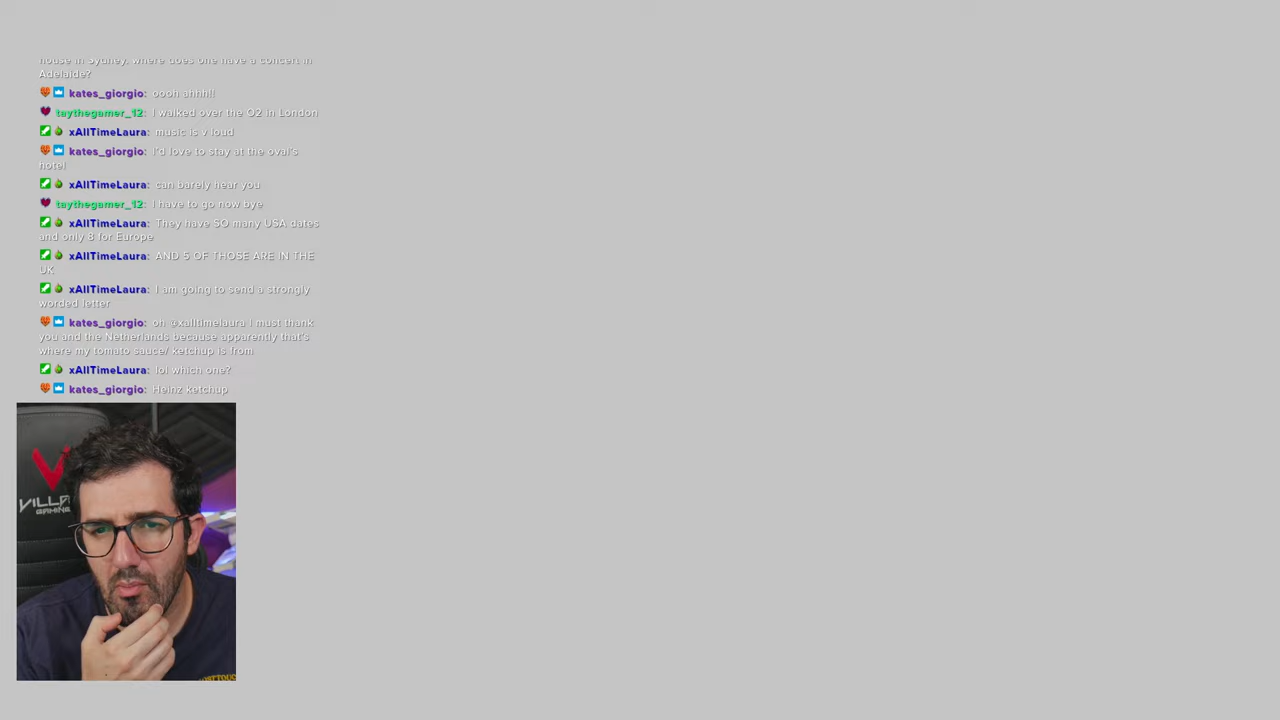 house in Sydney. where does one have a concert in
Adelaide?
kates_giorgio: oooh ahhh!!
taythegamer_12: I walked over the O2 in London
xAllTimeLaura: music is v loud
kates_giorgio: I'd love to stay at the oval's
hotel
xAllTimeLaura: can barely hear you
taythegamer_12: I have to go now bye
xAllTimeLaura: They have SO many USA dates
and only 8 for Europe
xAllTimeLaura: AND 5 OF THOSE ARE IN THE
UK
xAllTimeLaura: I am going to send a strongly
worded letter
kates_giorgio: oh @xalltimelaura I must thank
you and the Netherlands because apparently that's
where my tomato sauce/ ketchup is from
xAllTimeLaura: lol which one?
kates_giorgio: Heinz ketchup
GAMING